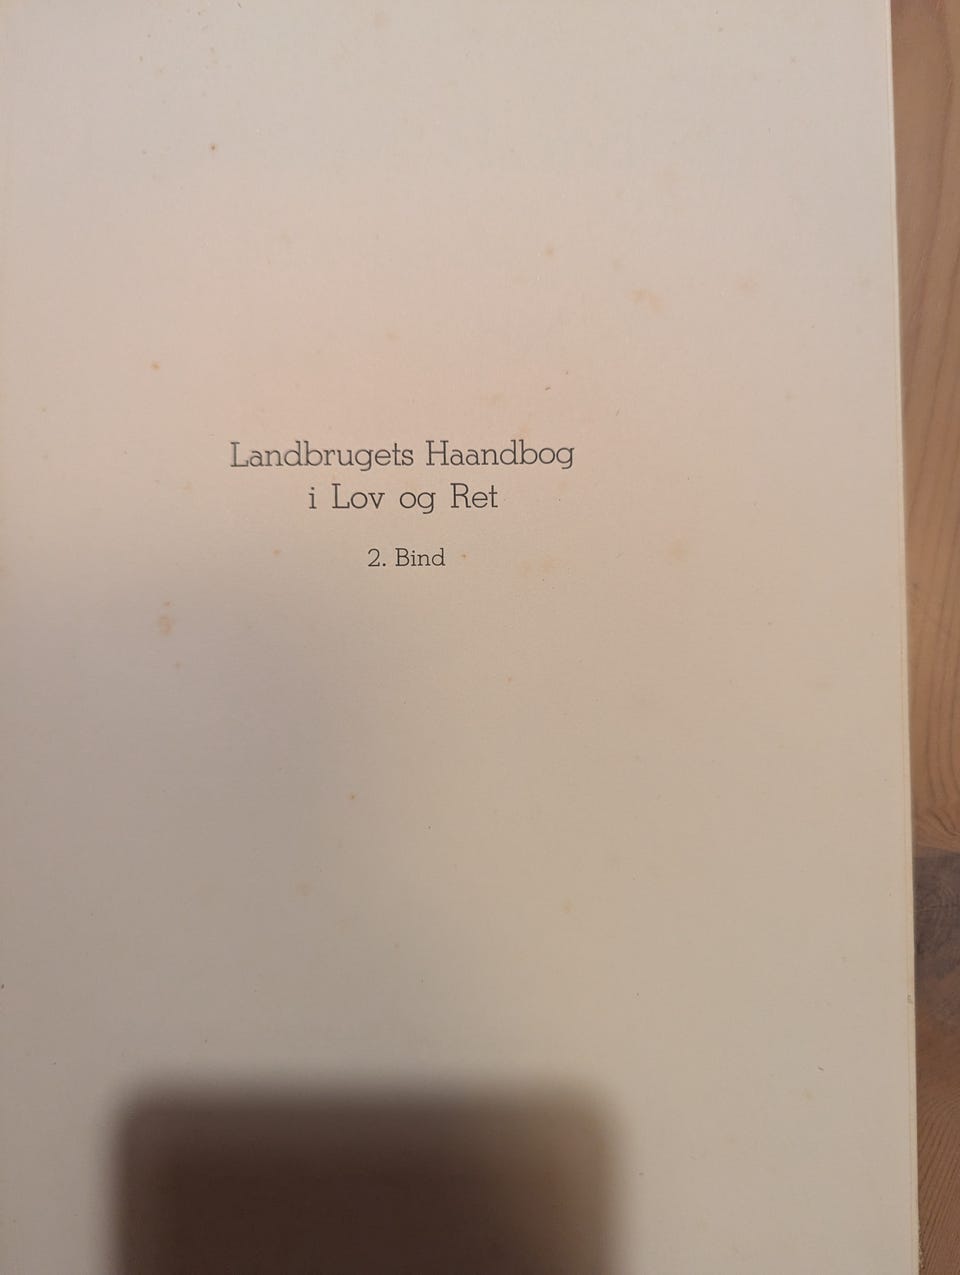 Landbrugets Haandbog
i Lov og Ret
2. Bind